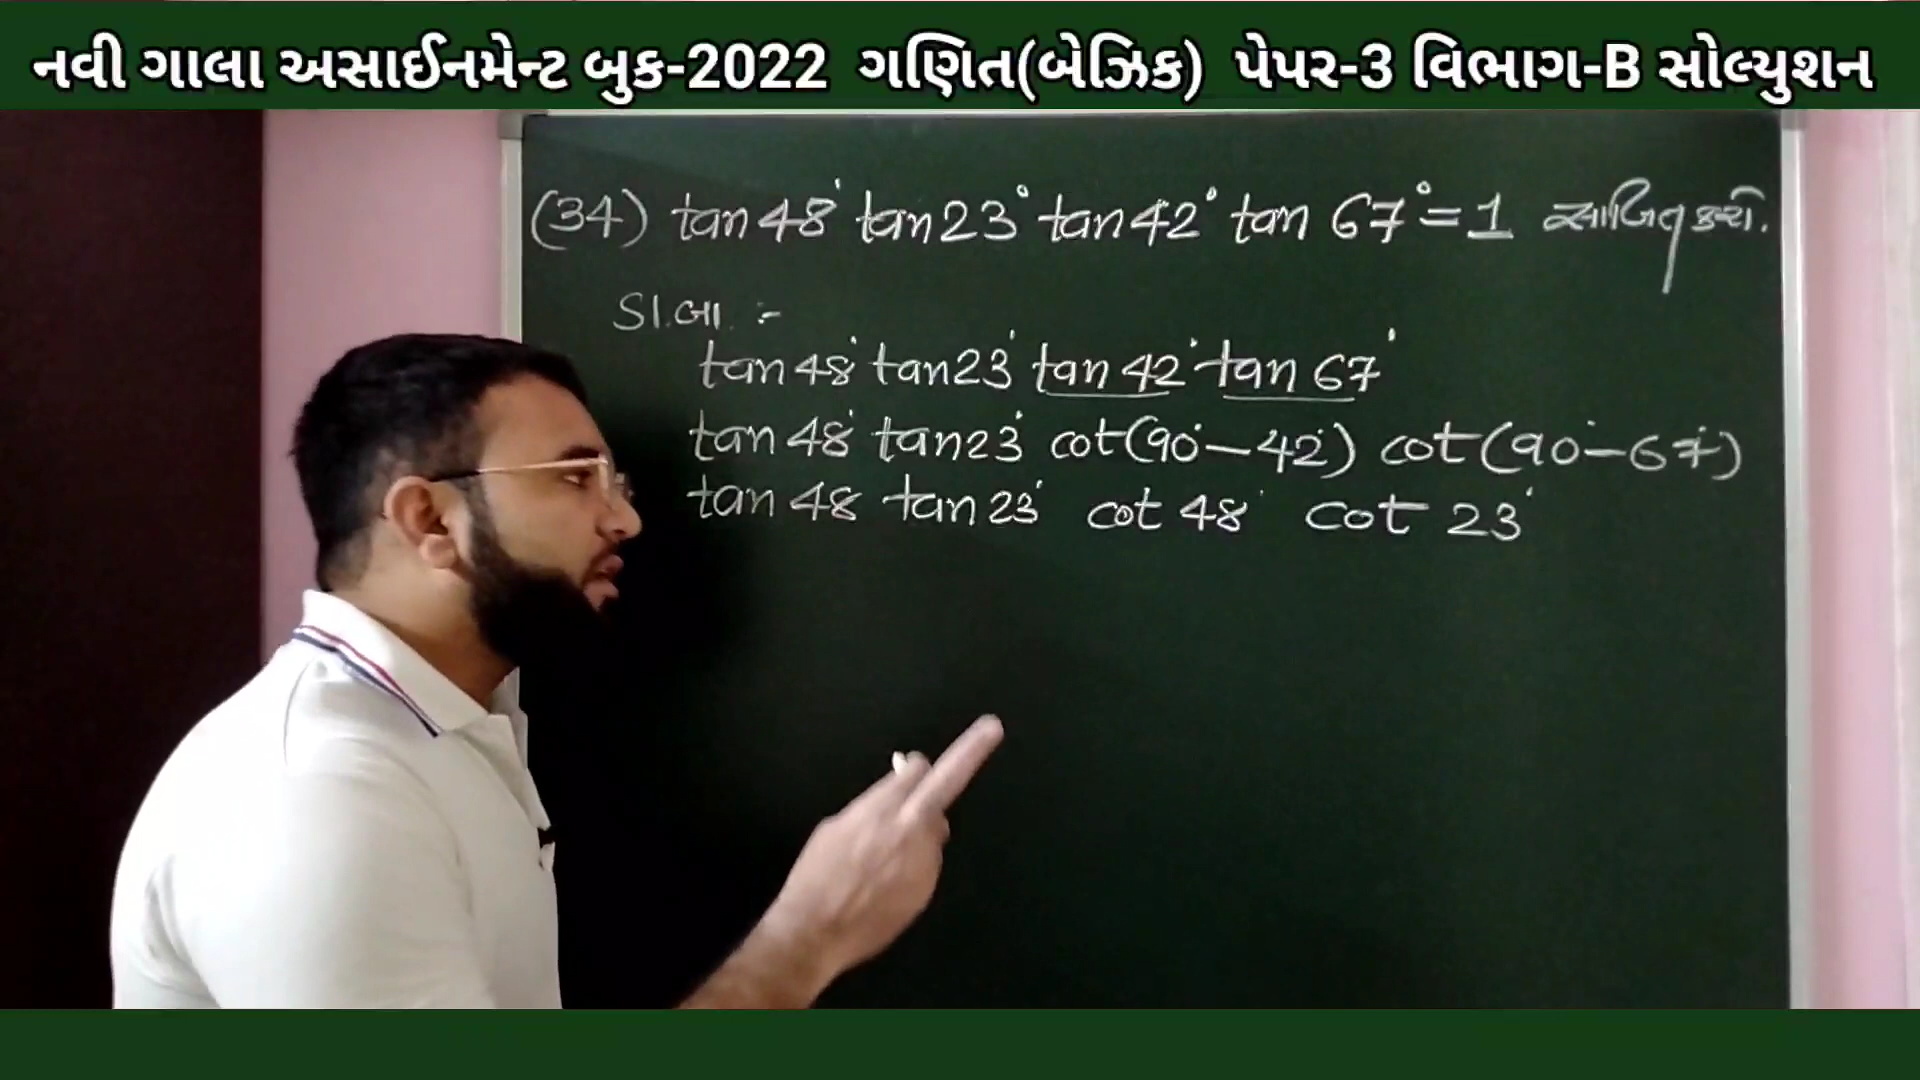 નવી ગાલા અસાઈનમેન્ટ બુક-2022 ગણિત(બેઝિક) પેપર-૩ વિભાગ-B સોલ્યુશન
(34) tan 48° tan 23° tan 42° tan 67° = 1 સાબિત કરો.
ડા.બા. :-
tan 48° tan 23° tan 42° tan 67°
tan 48° tan 23° cot(90°-42°) cot(90°-67°)
tan 48 tan 23° cot 48° cot 23°